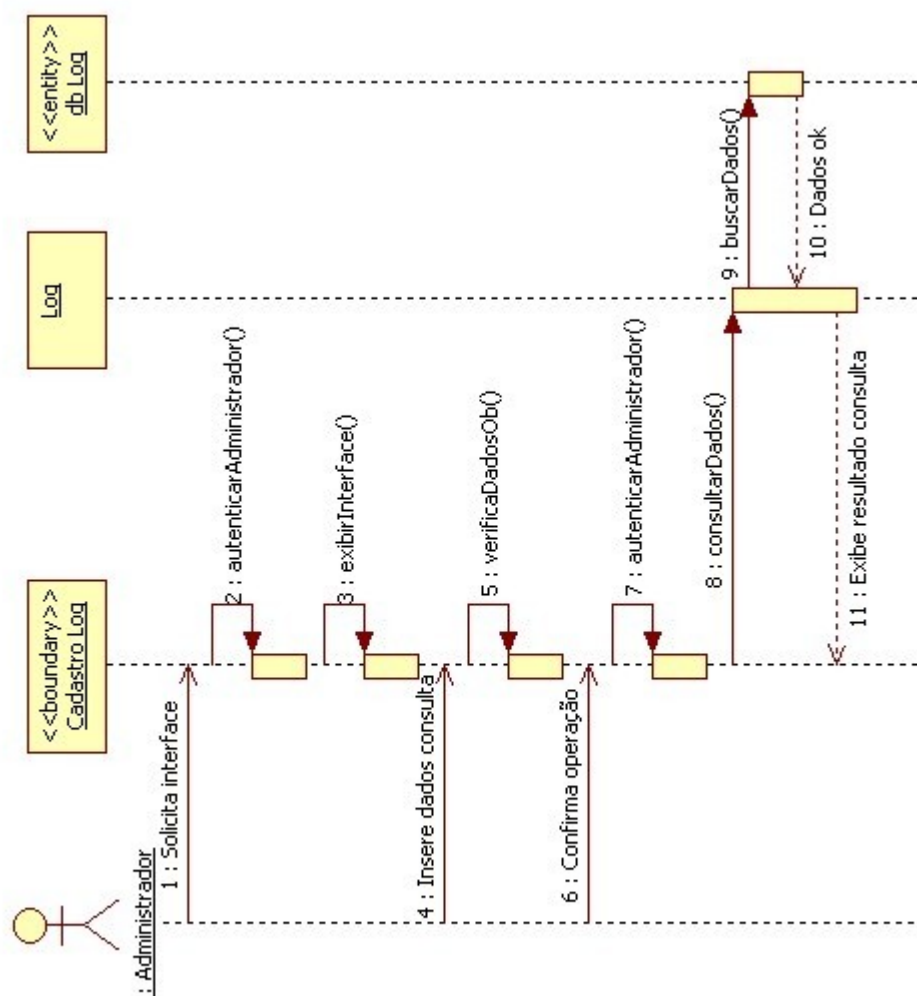 : Administrador
<<boundary>>
Cadastro Log
Log
<<entity>>
db Log
1 : Solicita interface
2 : autenticarAdministrador()
3 : exibirInterface()
4 : Insere dados consulta
5 : verificaDadosOb()
6 : Confirma operação
7 : autenticarAdministrador()
8 : consultarDados()
9 : buscarDados()
10 : Dados ok
11 : Exibe resultado consulta